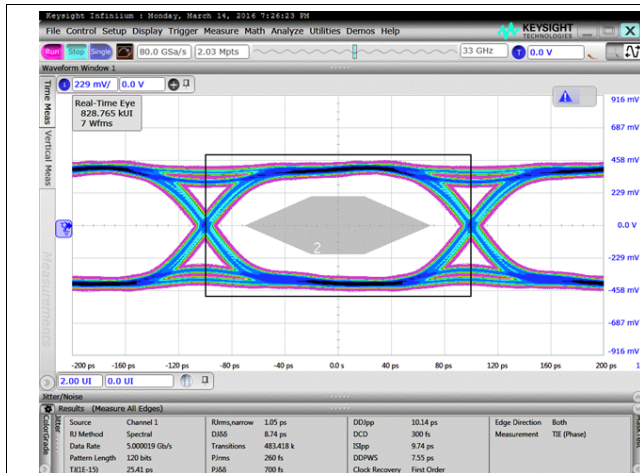 Keysight Infiniium : Monday, March 14, 2016 7:26:23 PM
File Control Setup Display Trigger Measure Math Analyze Utilities Demos Help
KEYSIGHT
TECHNOLOGIES
Run Stop Single 80.0 GSa/s 2.03 Mpts 33 GHz T 0.0 V
Waveform Window 1
1 229 mV/ 0.0 V
Time Meas
Vertical Meas
Measurements
Real-Time Eye
828.765 kUI
7 Wfms
916 mV
687 mV
458 mV
229 mV
0.0 V
-229 mV
-458 mV
-687 mV
-916 mV
2
-200 ps -160 ps -120 ps -80 ps -40 ps 0.0 s 40 ps 80 ps 120 ps 160 ps 200 ps
2.00 UI 0.0 UI
Jitter/Noise
Results (Measure All Edges)
ColorGrade
Jitter
Source Channel 1 RJrms,narrow 1.05 ps DDJpp 10.14 ps Edge Direction Both
RJ Method Spectral DJδδ 8.74 ps DCD 300 fs Measurement TIE (Phase)
Data Rate 5.000019 Gb/s Transitions 483.418 k ISIpp 9.74 ps
Pattern Length 120 bits PJrms 260 fs DDPWS 7.55 ps
TJ(1E-15) 25.41 ps PJδδ 700 fs Clock Recovery First Order